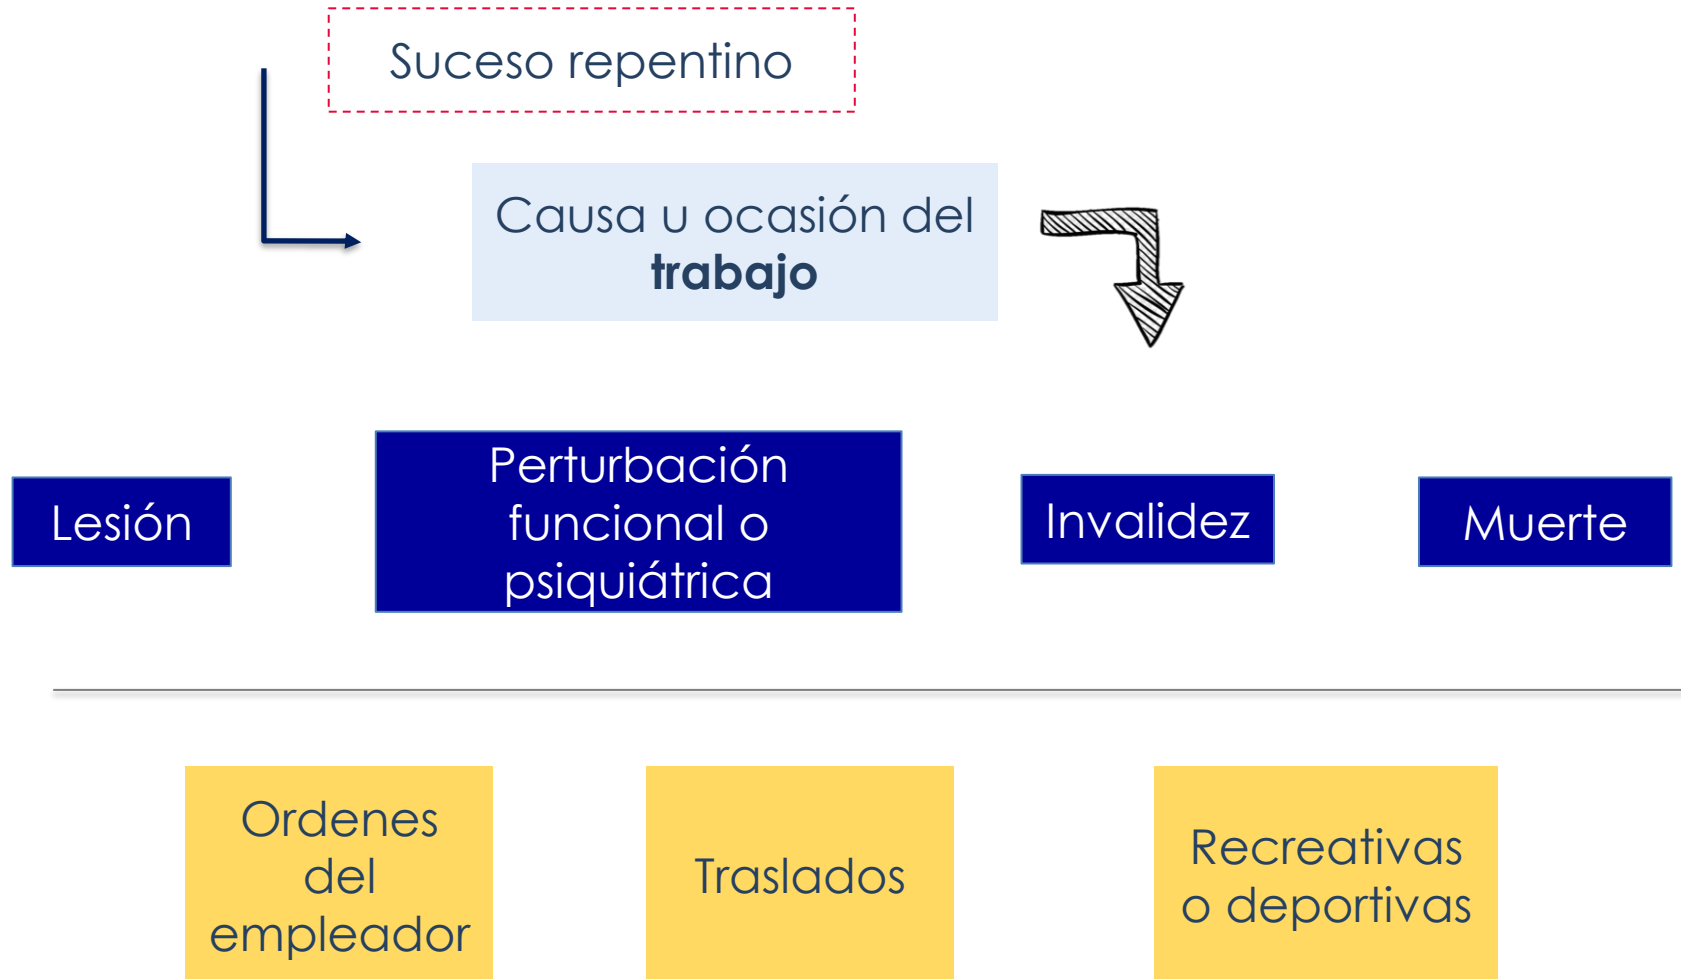 Suceso repentino
Causa u ocasión del
trabajo
Lesión
Perturbación
funcional o
psiquiátrica
Invalidez
Muerte
Ordenes
del
empleador
Traslados
Recreativas
o deportivas